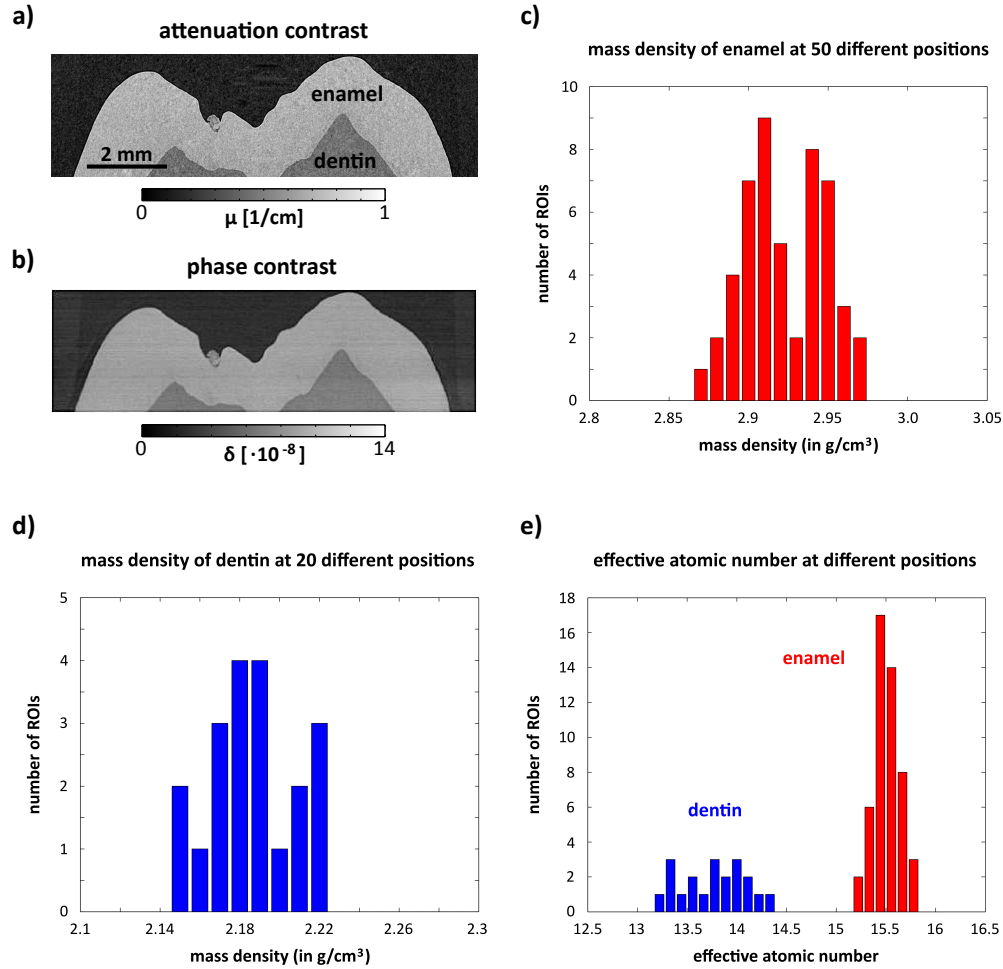 a)
attenuation contrast
enamel
dentin
2 mm
0
1
μ [1/cm]
b)
phase contrast
0
14
δ [ ·10⁻⁸]
c)
mass density of enamel at 50 different positions
number of ROIs
10
8
6
4
2
0
2.8
2.85
2.9
2.95
3.0
3.05
mass density (in g/cm³)
d)
mass density of dentin at 20 different positions
number of ROIs
5
4
3
2
1
0
2.1
2.14
2.18
2.22
2.26
2.3
mass density (in g/cm³)
e)
effective atomic number at different positions
number of ROIs
18
16
14
12
10
8
6
4
2
0
enamel
dentin
12.5
13
13.5
14
14.5
15
15.5
16
16.5
effective atomic number